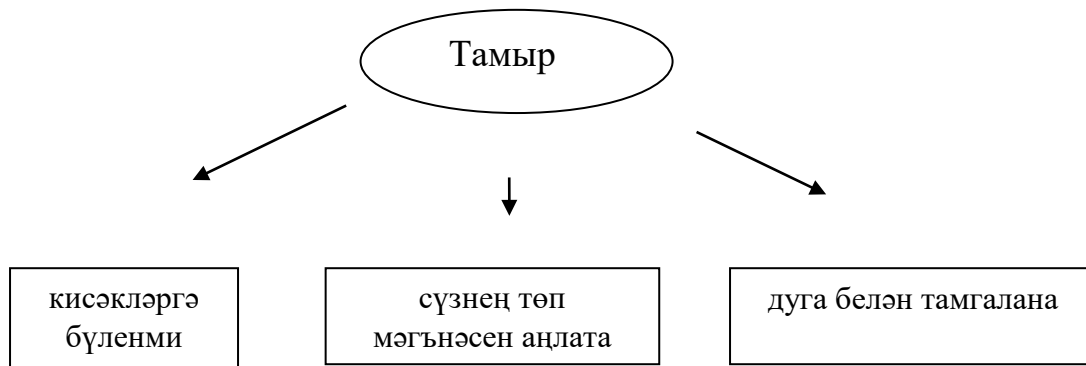 Тамыр
кисәкләргә
бүленми
сүзнең төп
мәгънәсен аңлата
дуга белән тамгалана